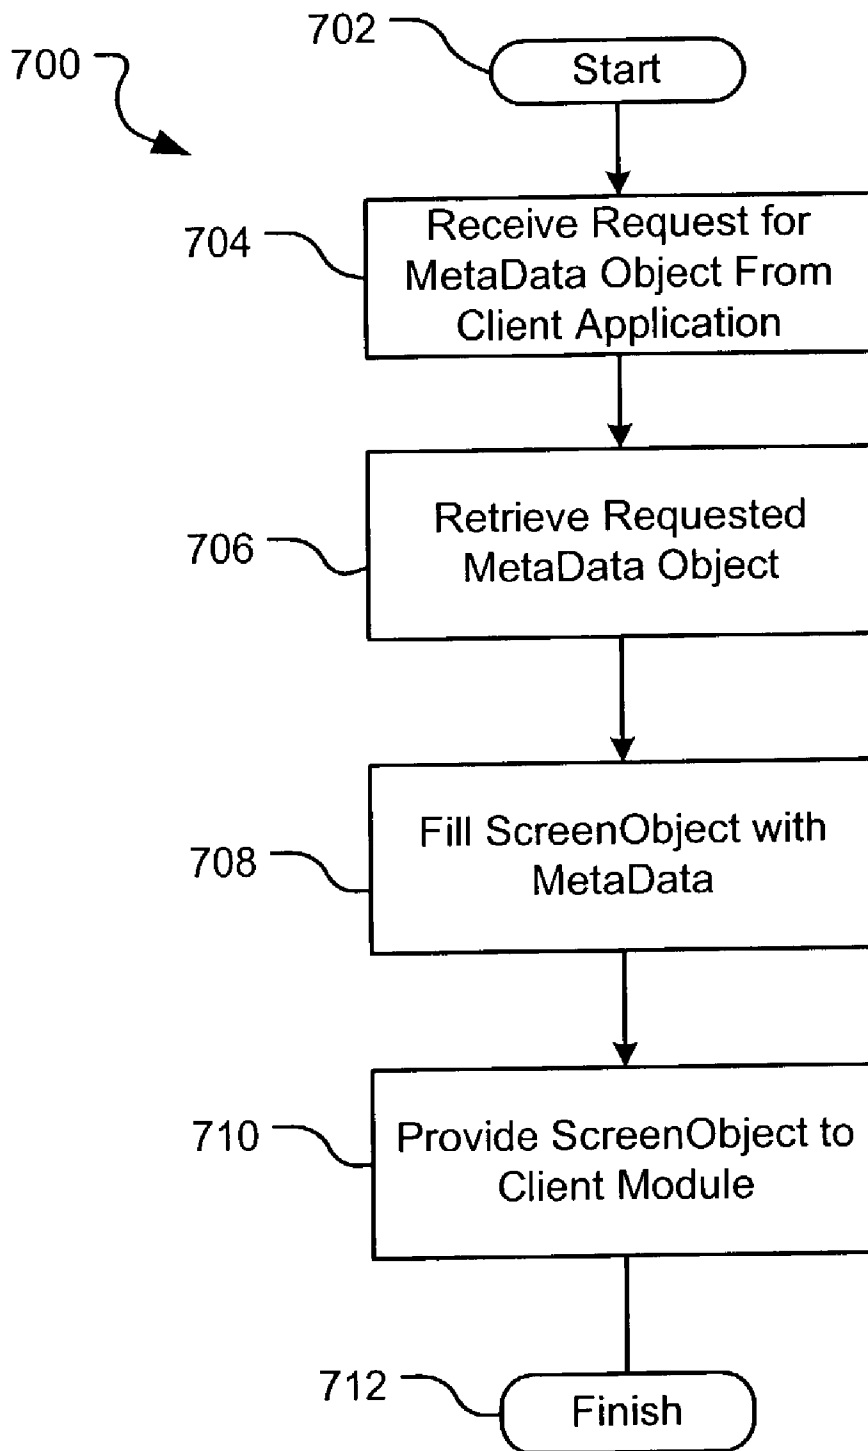 702
Start
700
704
Receive Request for
MetaData Object From
Client Application
706
Retrieve Requested
MetaData Object
708
Fill ScreenObject with
MetaData
710
Provide ScreenObject to
Client Module
712
Finish